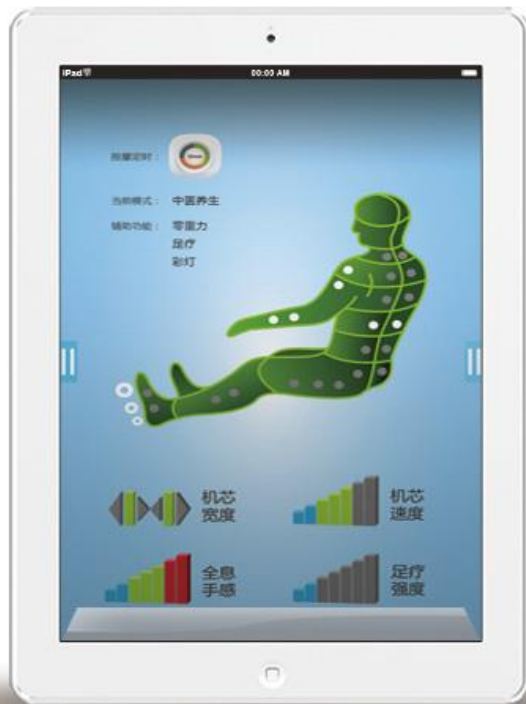 iPad
00:00 AM
按摩定时：
当前模式： 中医养生
辅助功能： 零重力
足疗
彩灯
机芯
宽度
机芯
速度
全息
手感
足疗
强度